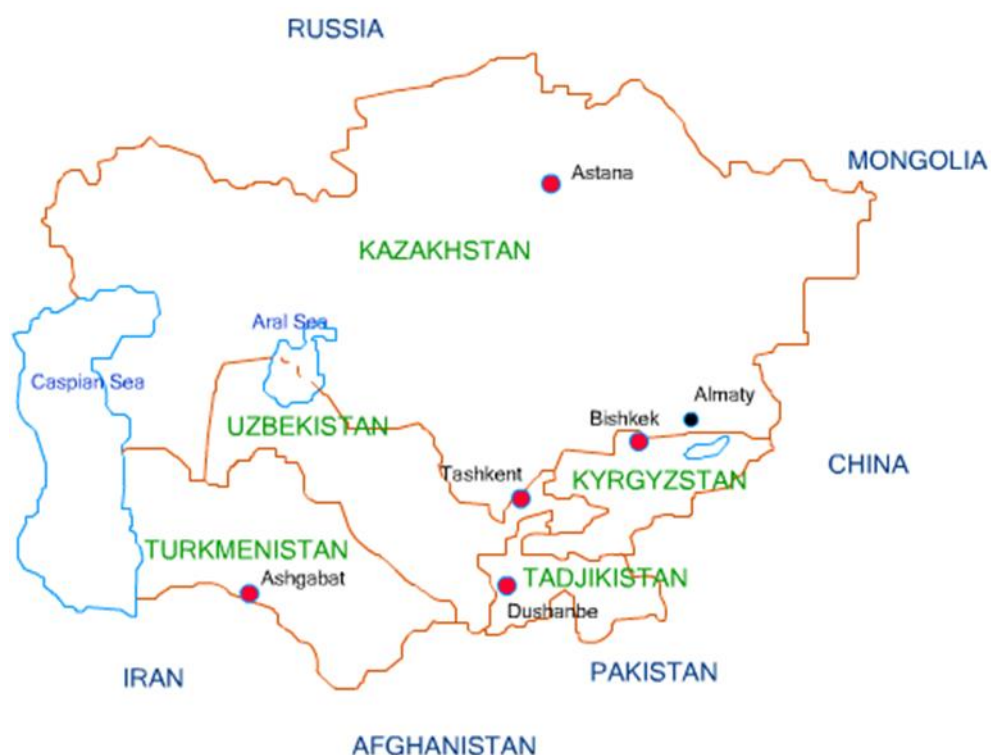 RUSSIA
MONGOLIA
Astana
KAZAKHSTAN
Aral Sea
Caspian Sea
Almaty
Bishkek
UZBEKISTAN
CHINA
Tashkent
KYRGYZSTAN
TURKMENISTAN
Ashgabat
TADJIKISTAN
Dushanbe
IRAN
PAKISTAN
AFGHANISTAN